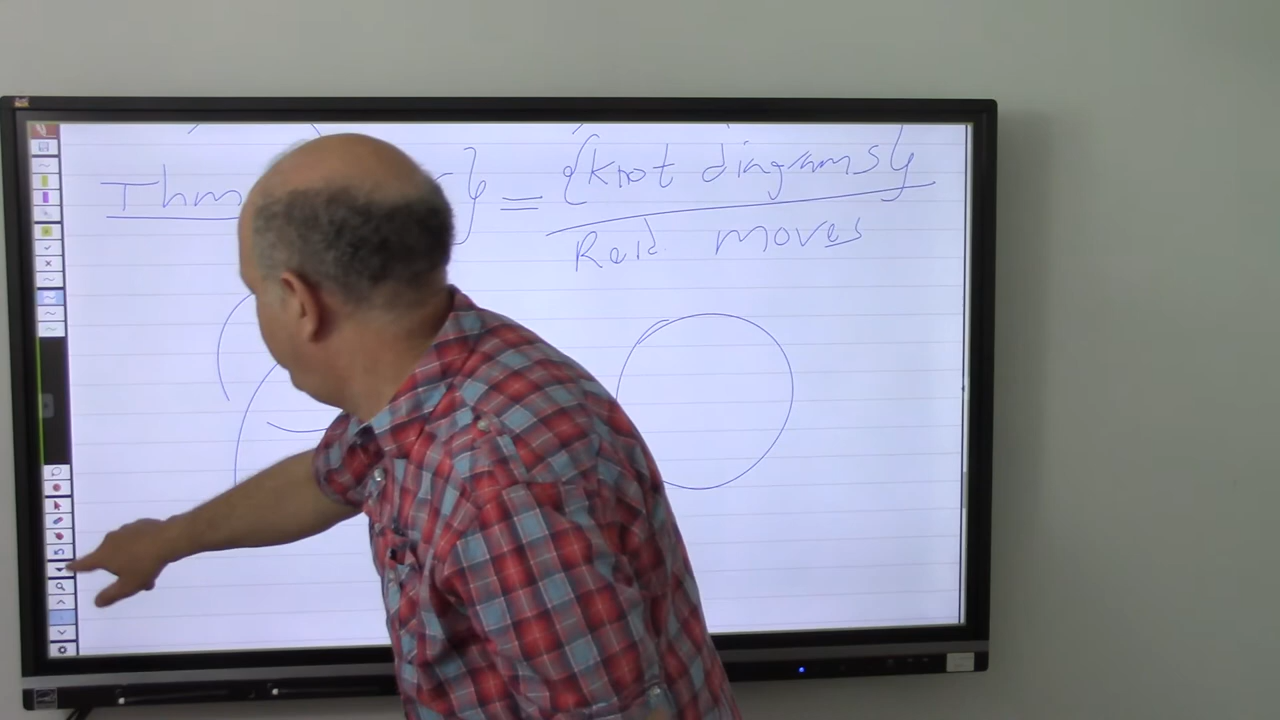 Thm } = {Knot diagrams}
Reid. moves